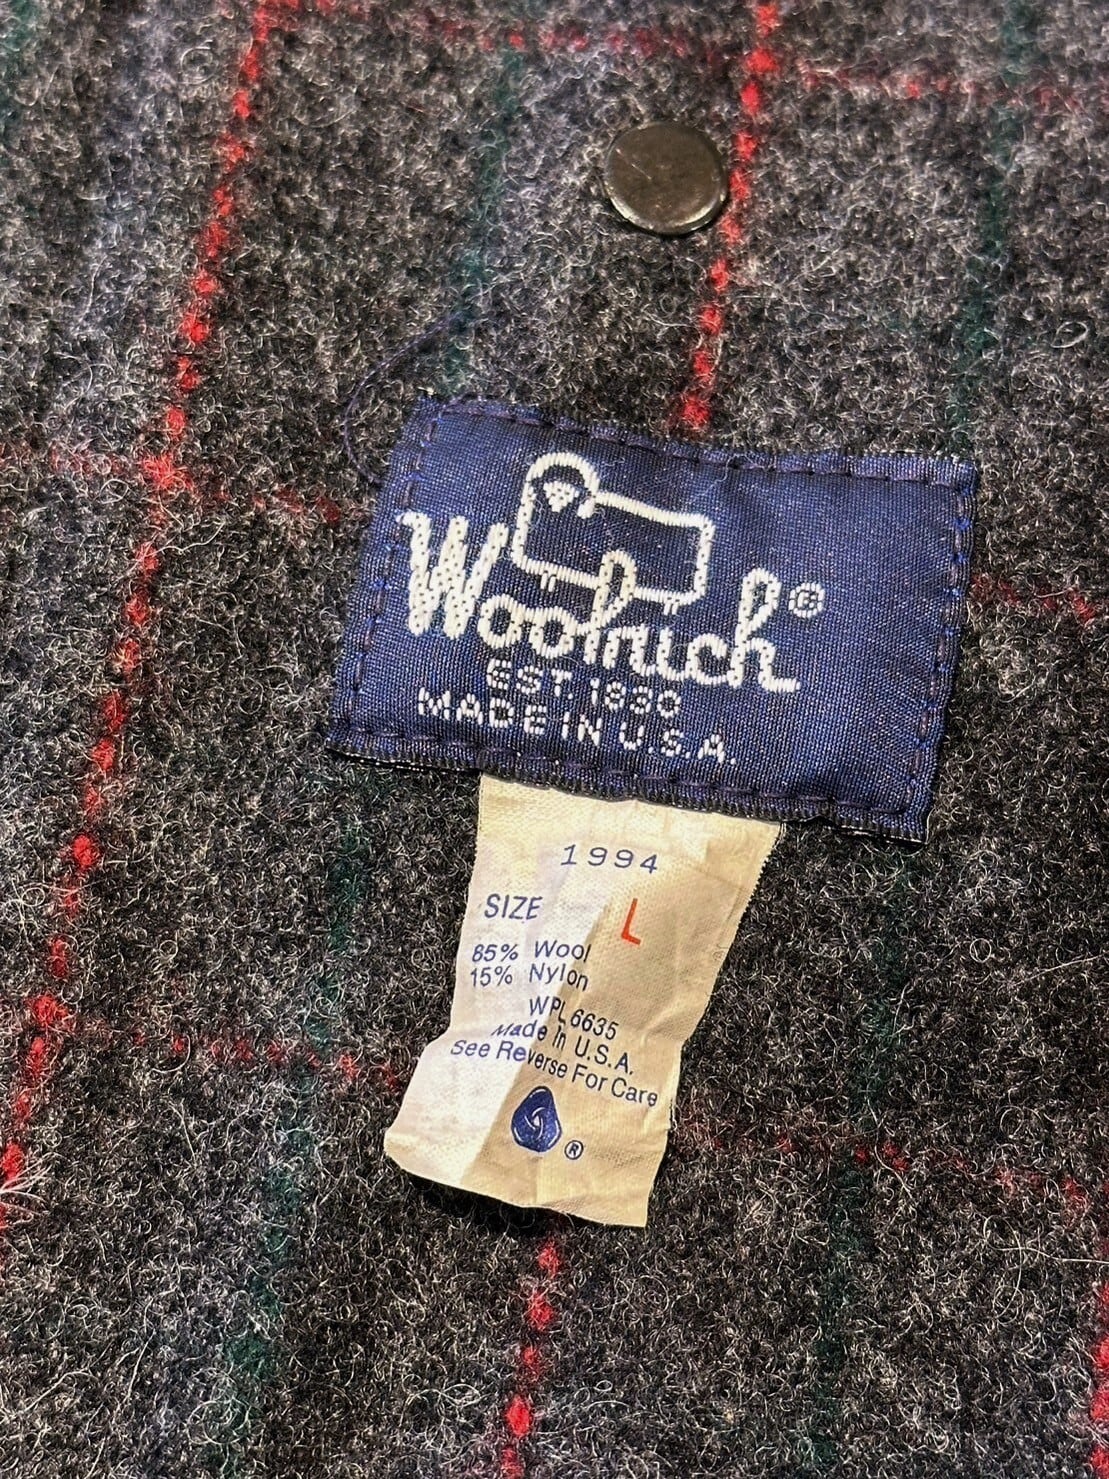 Woolrich®
EST. 1830
MADE IN U.S.A.
1994
SIZE L
85% Wool
15% Nylon
WPL 6635
Made In U.S.A.
See Reverse For Care
®